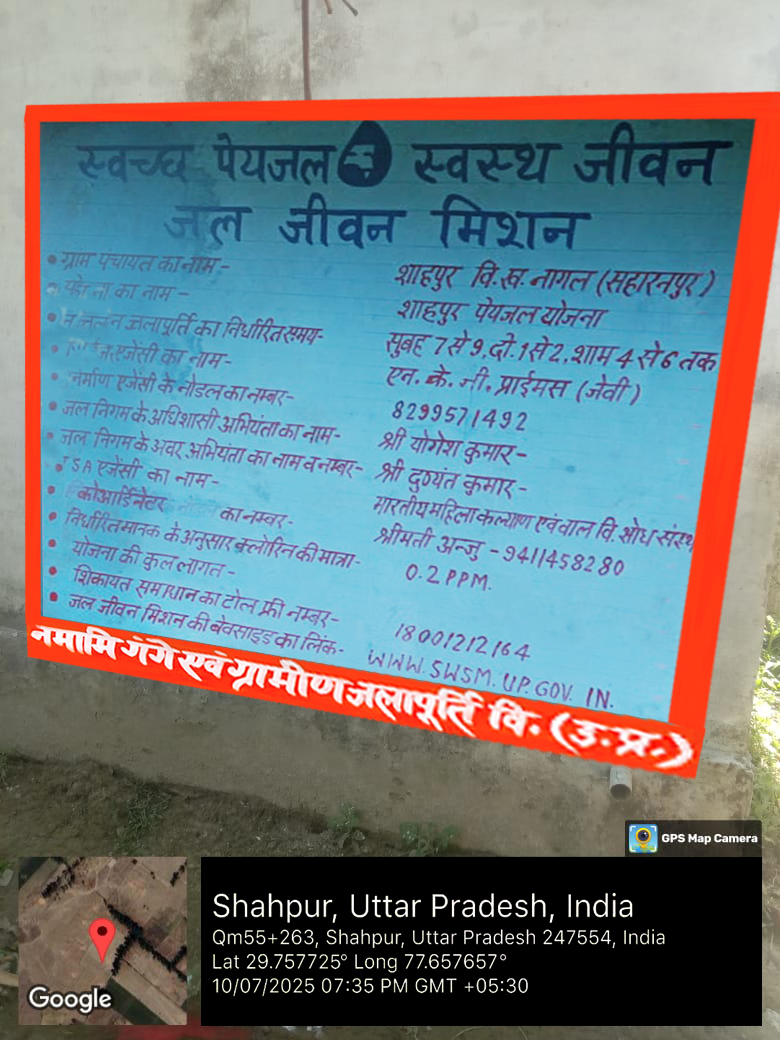 स्वच्छ पेयजल स्वस्थ जीवन
जल जीवन मिशन
• ग्राम पंचायत का नाम - शाहपुर वि.ख. नागल (सहारनपुर)
• का नाम - शाहपुर पेयजल योजना
• जलापूर्ति का निर्धारित समय- सुबह 7 से 9, दो. 1 से 2, शाम 4 से 6 तक
• एजेंसी का नाम - एन. के. जी. प्राईमस (जेवी)
• निर्माण एजेंसी के नोडल का नम्बर- 8299571492
• जल निगम के अधिशासी अभियंता का नाम- श्री योगेश कुमार-
• जल निगम के अवर अभियंता का नाम व नम्बर- श्री दुष्यंत कुमार-
• ISA एजेंसी का नाम - भारतीय महिला कल्याण एवं बाल वि. शोध संस्थ
• कोआर्डिनेटर का नम्बर- श्रीमती अन्जु - 9411458280
• निर्धारित मानक के अनुसार क्लोरिन की मात्रा- 0.2 PPM.
• योजना की कुल लागत -
• शिकायत समाधान का टोल फ्री नम्बर- 18001212164
• जल जीवन मिशन की बेवसाइड का लिंक- WWW.SWSM.UP.GOV.IN.
नमामि गंगे एवं ग्रामीण जलापूर्ति वि. (उ.प्र.)
GPS Map Camera
Google
Shahpur, Uttar Pradesh, India
Qm55+263, Shahpur, Uttar Pradesh 247554, India
Lat 29.757725° Long 77.657657°
10/07/2025 07:35 PM GMT +05:30